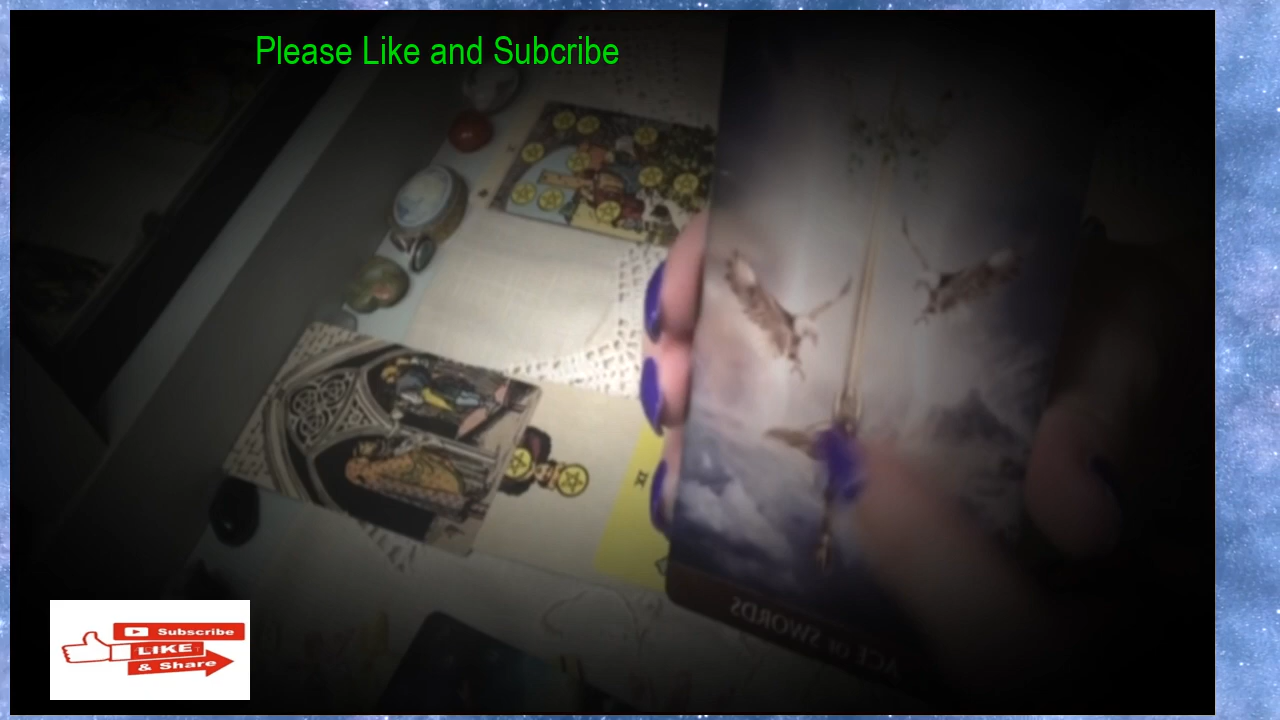 Please Like and Subcribe
ACE OF SWORDS
Subscribe
LIKE
& Share